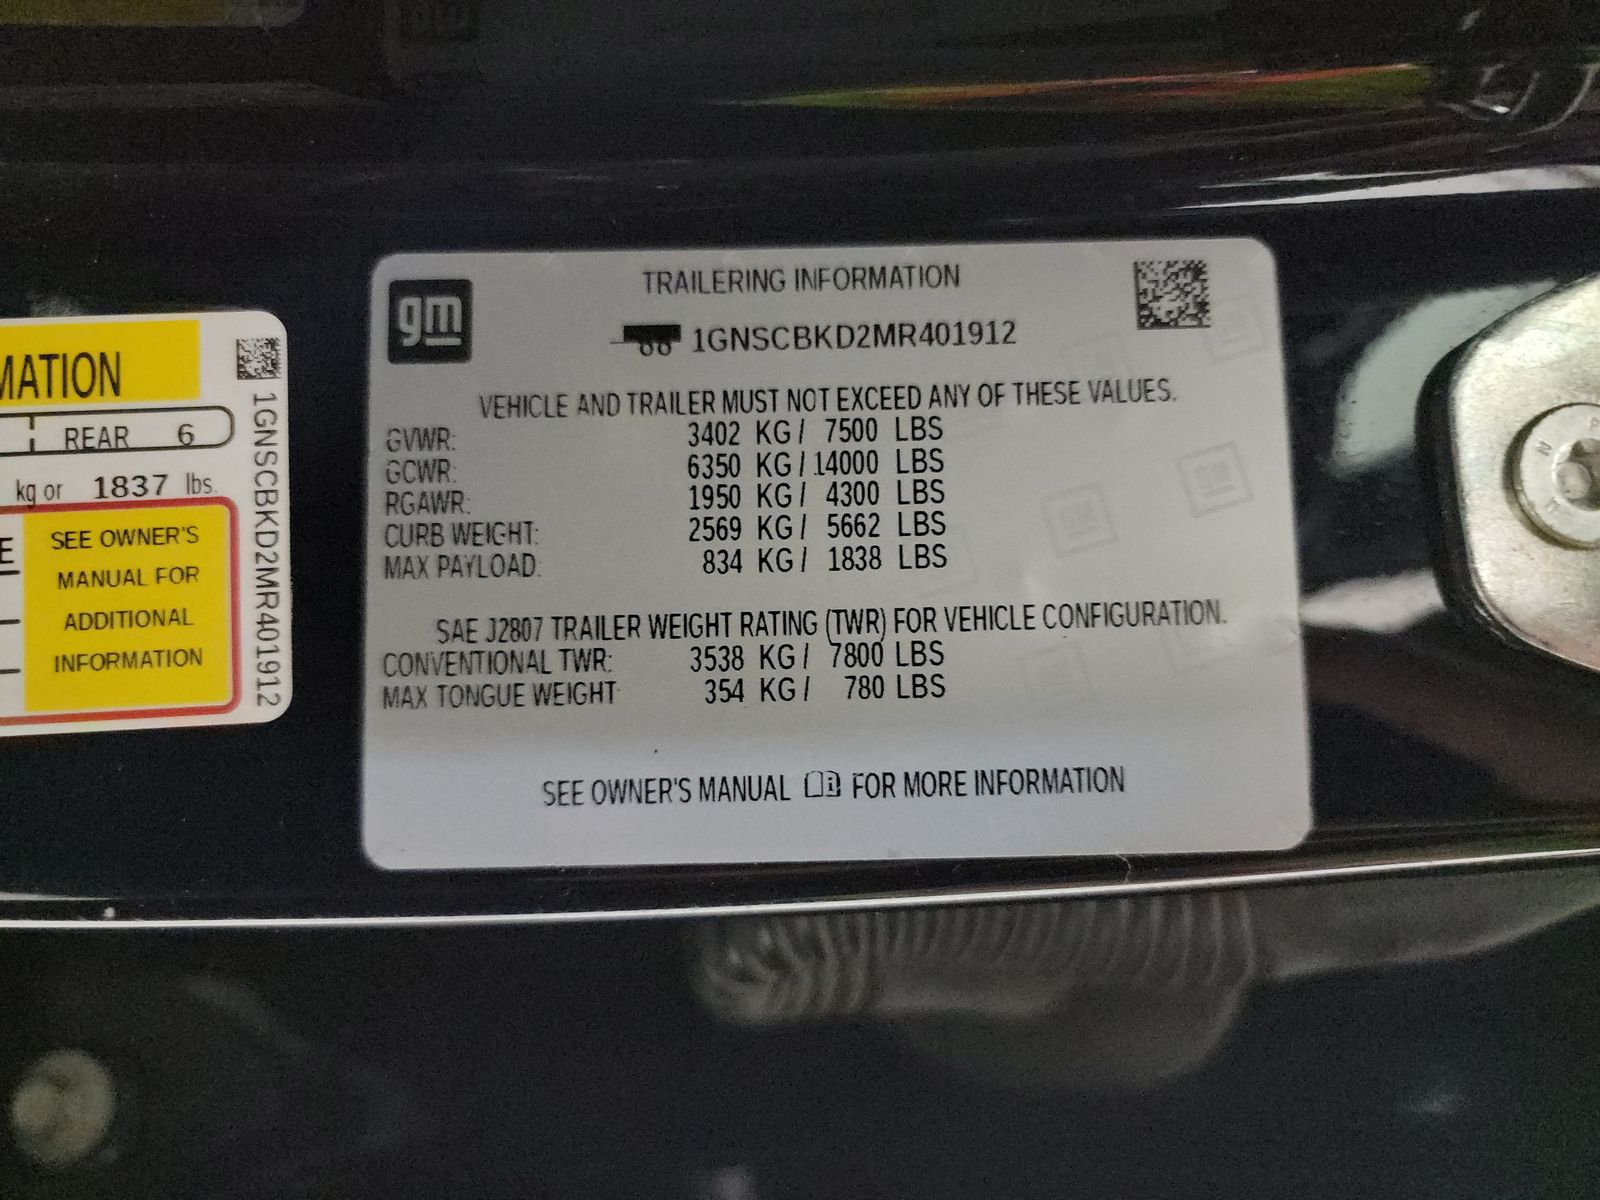 MATION
REAR 6
kg or 1837 lbs.
E
SEE OWNER'S
MANUAL FOR
ADDITIONAL
INFORMATION
1GNSCBKD2MR401912
gm
TRAILERING INFORMATION
1GNSCBKD2MR401912
VEHICLE AND TRAILER MUST NOT EXCEED ANY OF THESE VALUES.
GVWR: 3402 KG / 7500 LBS
GCWR: 6350 KG / 14000 LBS
RGAWR: 1950 KG / 4300 LBS
CURB WEIGHT: 2569 KG / 5662 LBS
MAX PAYLOAD: 834 KG / 1838 LBS
SAE J2807 TRAILER WEIGHT RATING (TWR) FOR VEHICLE CONFIGURATION.
CONVENTIONAL TWR: 3538 KG / 7800 LBS
MAX TONGUE WEIGHT: 354 KG / 780 LBS
SEE OWNER'S MANUAL FOR MORE INFORMATION